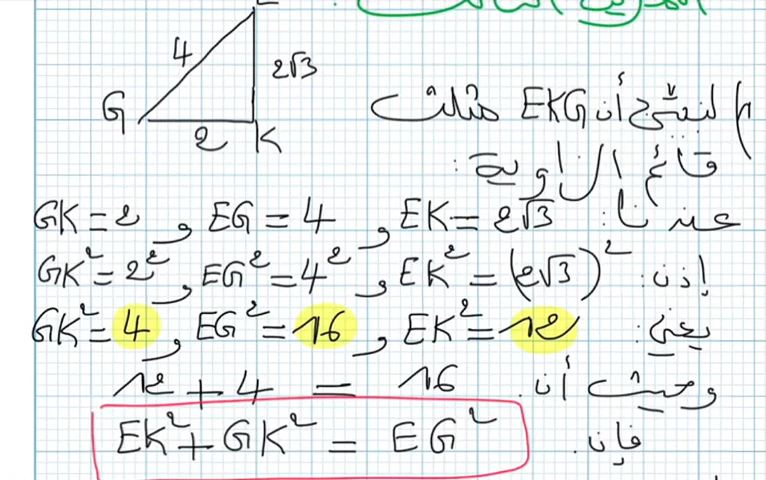 4
2√3
G
2
K
1) لنستنتج أن EKG مثلث
قائم الزاوية :
عندنا : EK = 2√3 , EG = 4 , GK = 2
إذن : EK² = (2√3)² , EG² = 4² , GK² = 2²
يعني : EK² = 12 , EG² = 16 , GK² = 4
وحيث أن 12 + 4 = 16
فإن EK² + GK² = EG²